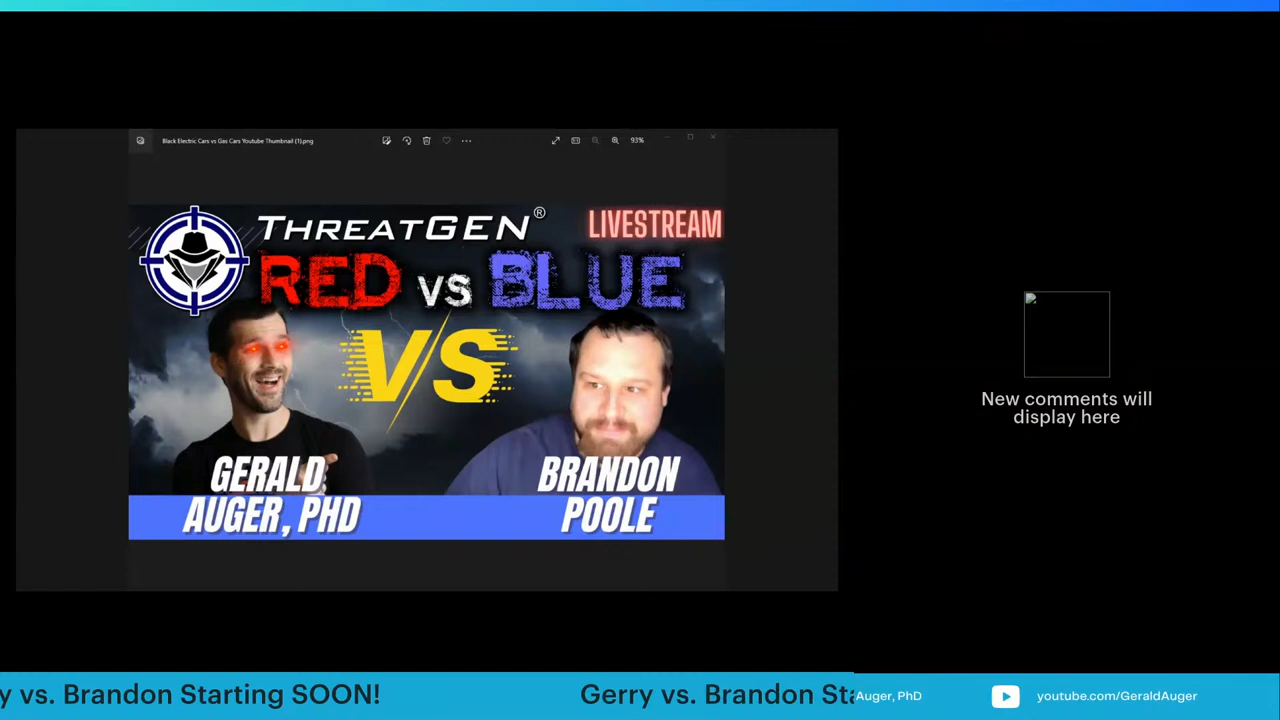 Black Electric Cars vs Gas Cars Youtube Thumbnail (1).png
93%
THREATGEN®
LIVESTREAM
RED VS BLUE
VS
GERALD
AUGER, PHD
BRANDON
POOLE
New comments will
display here
y vs. Brandon Starting SOON!
Gerry vs. Brandon Sta
Auger, PhD
youtube.com/GeraldAuger